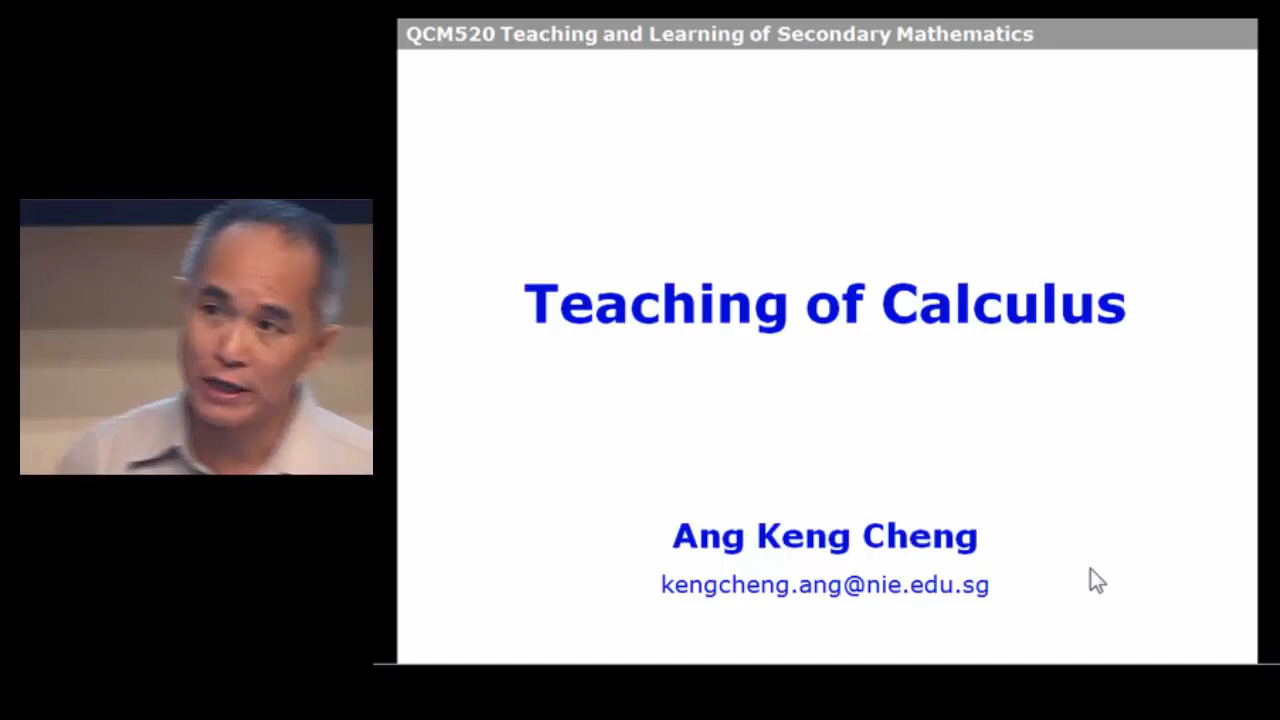 QCM520 Teaching and Learning of Secondary Mathematics
Teaching of Calculus
Ang Keng Cheng
kengcheng.ang@nie.edu.sg